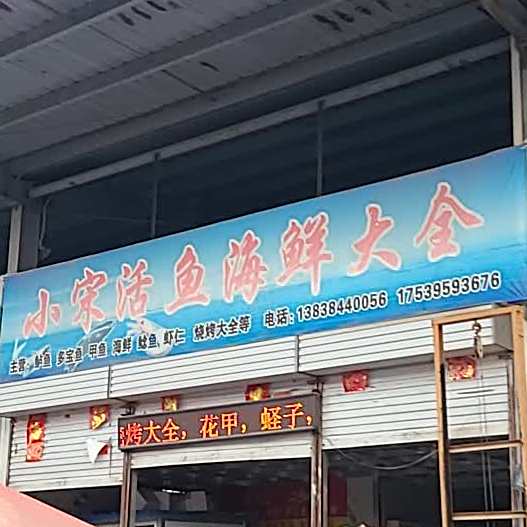 小宋活鱼海鲜大全
主营：鲈鱼 多宝鱼 甲鱼 海鲜 鲶鱼 虾仁 烧烤大全等 电话：13838440056 17539593676
烤大全，花甲，蛏子，